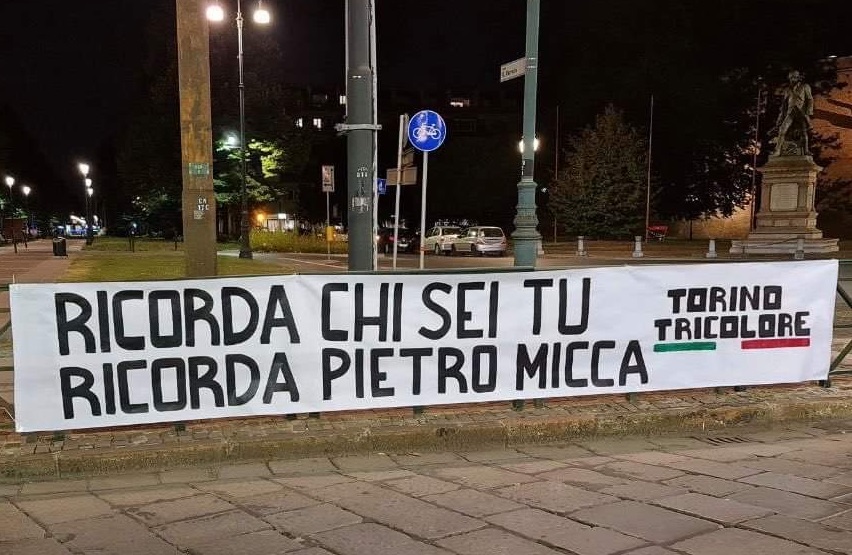 RICORDA CHI SEI TU
RICORDA PIETRO MICCA
TORINO
TRICOLORE